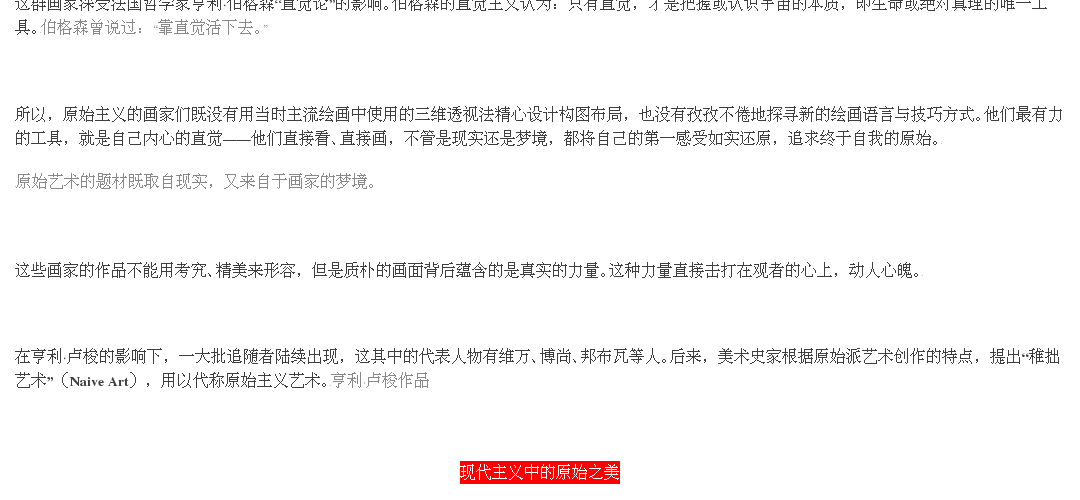 这群画家深受法国哲学家亨利·伯格森“直觉论”的影响。伯格森的直觉主义认为：只有直觉，才是把握或认识宇宙的本质，即生命或绝对真理的唯一工
具。伯格森曾说过：“靠直觉活下去。”
所以，原始主义的画家们既没有用当时主流绘画中使用的三维透视法精心设计构图布局，也没有孜孜不倦地探寻新的绘画语言与技巧方式。他们最有力
的工具，就是自己内心的直觉——他们直接看、直接画，不管是现实还是梦境，都将自己的第一感受如实还原，追求终于自我的原始。
原始艺术的题材既取自现实，又来自于画家的梦境。
这些画家的作品不能用考究、精美来形容，但是质朴的画面背后蕴含的是真实的力量。这种力量直接击打在观者的心上，动人心魄。
在亨利·卢梭的影响下，一大批追随者陆续出现，这其中的代表人物有维万、博尚、邦布瓦等人。后来，美术史家根据原始派艺术创作的特点，提出“稚拙
艺术”（Naive Art），用以代称原始主义艺术。亨利·卢梭作品
现代主义中的原始之美